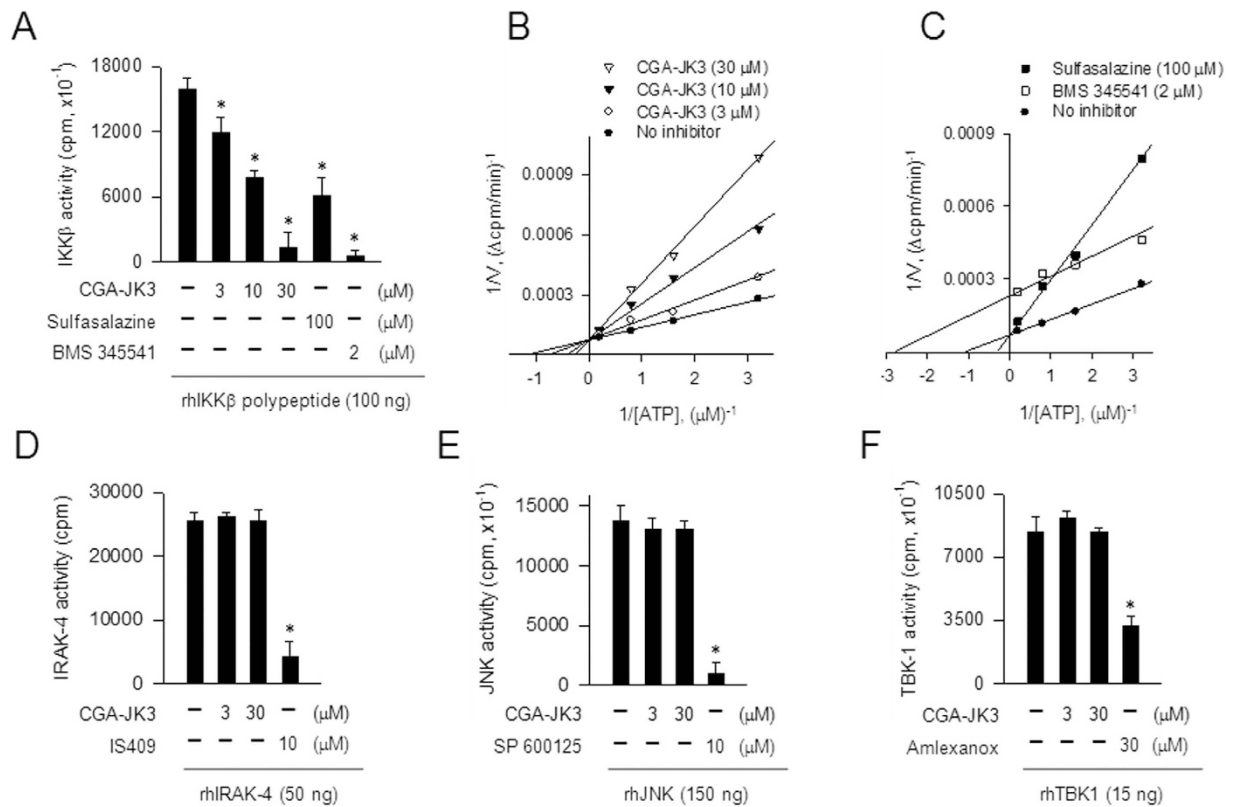 A
IKKβ activity (cpm, x10⁻¹)
18000
12000
6000
0
* * * * *
CGA-JK3 – 3 10 30 – – (μM)
Sulfasalazine – – – – 100 – (μM)
BMS 345541 – – – – – 2 (μM)
rhIKKβ polypeptide (100 ng)
B
▽ CGA-JK3 (30 μM)
▼ CGA-JK3 (10 μM)
◇ CGA-JK3 (3 μM)
● No inhibitor
1/V, (Δcpm/min)⁻¹
0.0009
0.0006
0.0003
-1 0 1 2 3
1/[ATP], (μM)⁻¹
C
■ Sulfasalazine (100 μM)
□ BMS 345541 (2 μM)
● No inhibitor
1/V, (Δcpm/min)⁻¹
0.0009
0.0006
0.0003
-3 -2 -1 0 1 2 3
1/[ATP], (μM)⁻¹
D
IRAK-4 activity (cpm)
30000
20000
10000
0
*
CGA-JK3 – 3 30 – (μM)
IS409 – – – 10 (μM)
rhIRAK-4 (50 ng)
E
JNK activity (cpm, x10⁻¹)
15000
10000
5000
0
*
CGA-JK3 – 3 30 – (μM)
SP 600125 – – – 10 (μM)
rhJNK (150 ng)
F
TBK-1 activity (cpm, x10⁻¹)
10500
7000
3500
0
*
CGA-JK3 – 3 30 – (μM)
Amlexanox – – – 30 (μM)
rhTBK1 (15 ng)